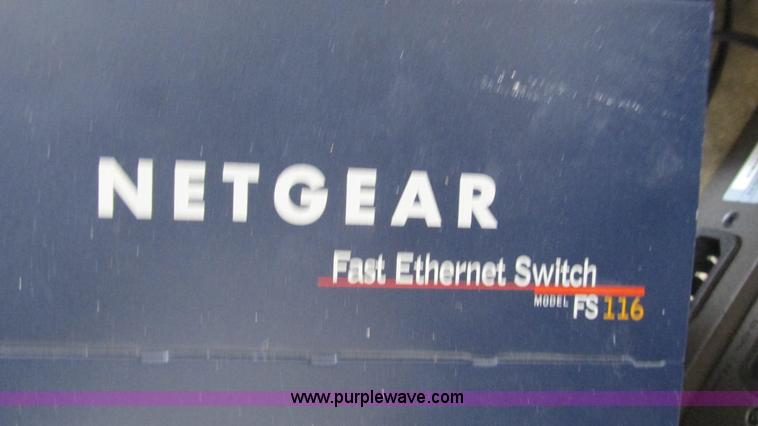 NETGEAR
Fast Ethernet Switch
MODEL FS 116
www.purplewave.com